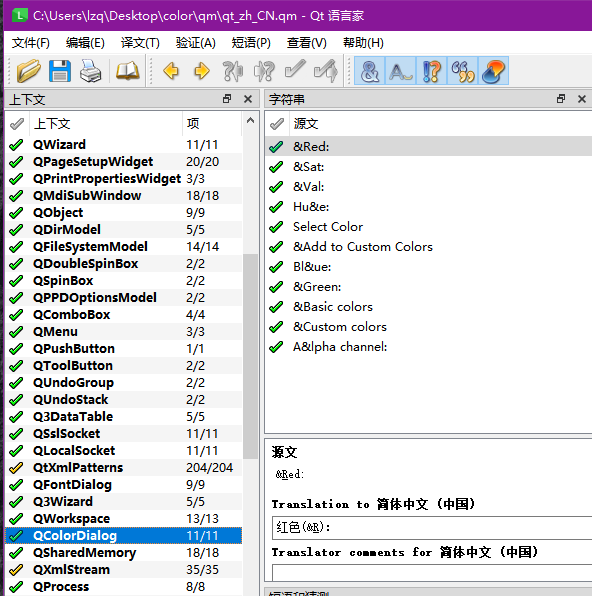 C:\Users\lzq\Desktop\color\qm\qt_zh_CN.qm - Qt 语言家
文件(F) 编辑(E) 译文(T) 验证(A) 短语(P) 查看(V) 帮助(H)
上下文
上下文 项
QWizard 11/11
QPageSetupWidget 20/20
QPrintPropertiesWidget 3/3
QMdiSubWindow 18/18
QObject 9/9
QDirModel 5/5
QFileSystemModel 14/14
QDoubleSpinBox 2/2
QSpinBox 2/2
QPPDOptionsModel 2/2
QComboBox 4/4
QMenu 3/3
QPushButton 1/1
QToolButton 2/2
QUndoGroup 2/2
QUndoStack 2/2
Q3DataTable 5/5
QSslSocket 11/11
QLocalSocket 11/11
QtXmlPatterns 204/204
QFontDialog 9/9
Q3Wizard 5/5
QWorkspace 13/13
QColorDialog 11/11
QSharedMemory 18/18
QXmlStream 35/35
QProcess 8/8
字符串
源文
&Red:
&Sat:
&Val:
Hu&e:
Select Color
&Add to Custom Colors
Bl&ue:
&Green:
&Basic colors
&Custom colors
A&lpha channel:
源文
&Red:
Translation to 简体中文 (中国)
红色(&R):
Translator comments for 简体中文 (中国)